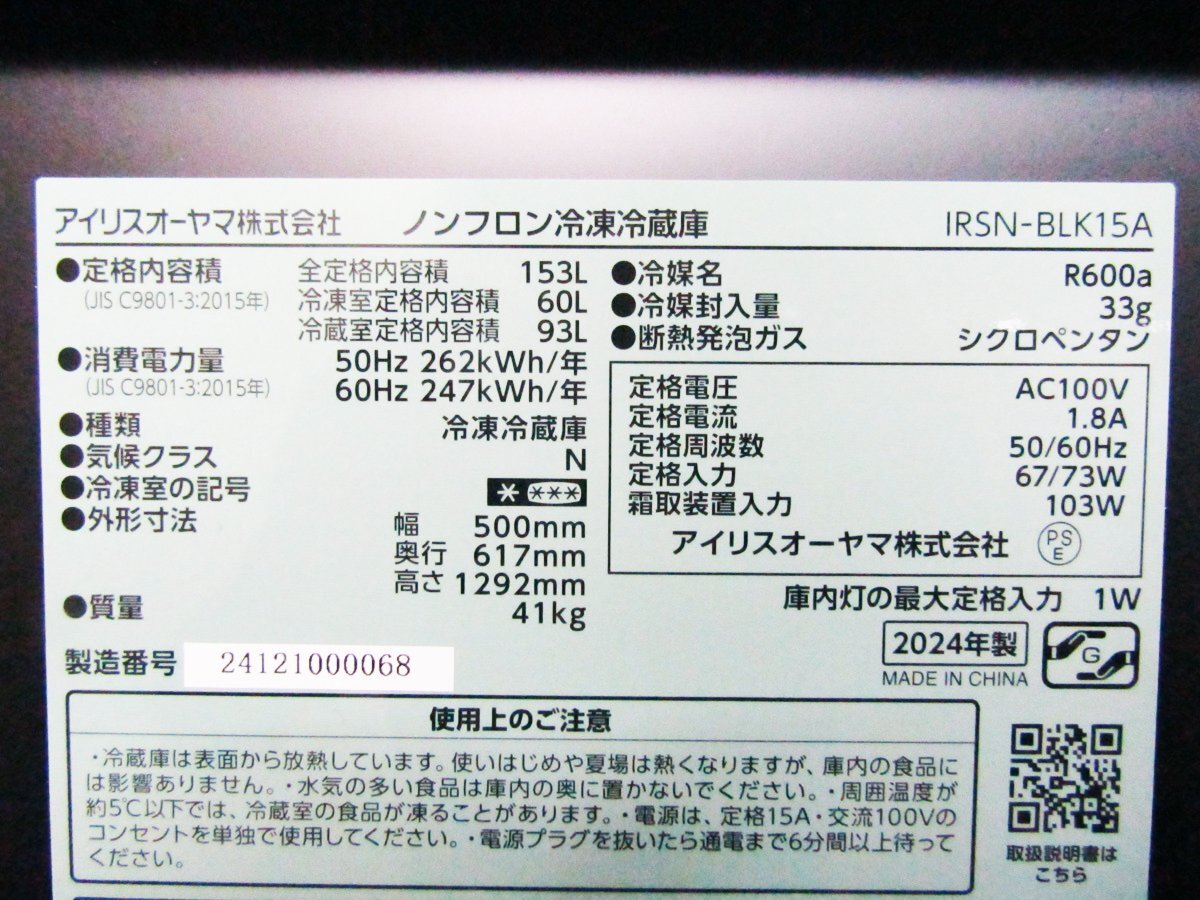 アイリスオーヤマ株式会社 ノンフロン冷凍冷蔵庫 IRSN-BLK15A
●定格内容積 全定格内容積 153L
(JIS C9801-3:2015年) 冷凍室定格内容積 60L
冷蔵室定格内容積 93L
●消費電力量 50Hz 262kWh/年
(JIS C9801-3:2015年) 60Hz 247kWh/年
●種類 冷凍冷蔵庫
●気候クラス N
●冷凍室の記号 * ***
●外形寸法 幅 500mm
奥行 617mm
高さ 1292mm
●質量 41kg
製造番号 24121000068
●冷媒名 R600a
●冷媒封入量 33g
●断熱発泡ガス シクロペンタン
定格電圧 AC100V
定格電流 1.8A
定格周波数 50/60Hz
定格入力 67/73W
霜取装置入力 103W
アイリスオーヤマ株式会社 PSE
庫内灯の最大定格入力 1W
2024年製
MADE IN CHINA
G
使用上のご注意
・冷蔵庫は表面から放熱しています。使いはじめや夏場は熱くなりますが、庫内の食品に
は影響ありません。・水気の多い食品は庫内の奥に置かないでください。・周囲温度が
約5℃以下では、冷蔵室の食品が凍ることがあります。・電源は、定格15A・交流100Vの
コンセントを単独で使用してください。・電源プラグを抜いたら通電まで6分間以上待って
ください。
取扱説明書は
こちら